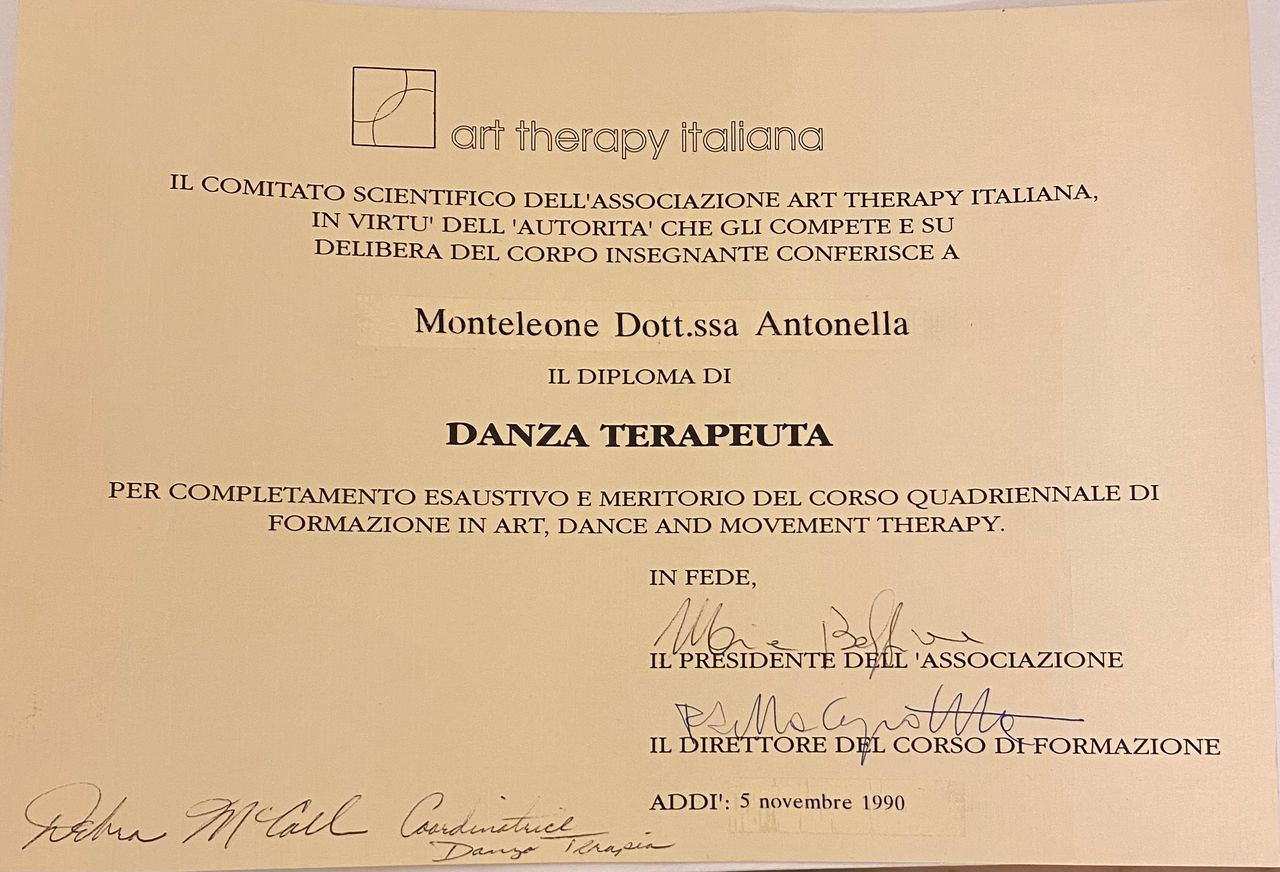 art therapy italiana
IL COMITATO SCIENTIFICO DELL'ASSOCIAZIONE ART THERAPY ITALIANA,
IN VIRTU' DELL 'AUTORITA' CHE GLI COMPETE E SU
DELIBERA DEL CORPO INSEGNANTE CONFERISCE A
Monteleone Dott.ssa Antonella
IL DIPLOMA DI
DANZA TERAPEUTA
PER COMPLETAMENTO ESAUSTIVO E MERITORIO DEL CORSO QUADRIENNALE DI
FORMAZIONE IN ART, DANCE AND MOVEMENT THERAPY.
IN FEDE,
IL PRESIDENTE DELL 'ASSOCIAZIONE
IL DIRETTORE DEL CORSO DI FORMAZIONE
ADDI': 5 novembre 1990
Debra McCall Coordinatrice
Danza Terapia